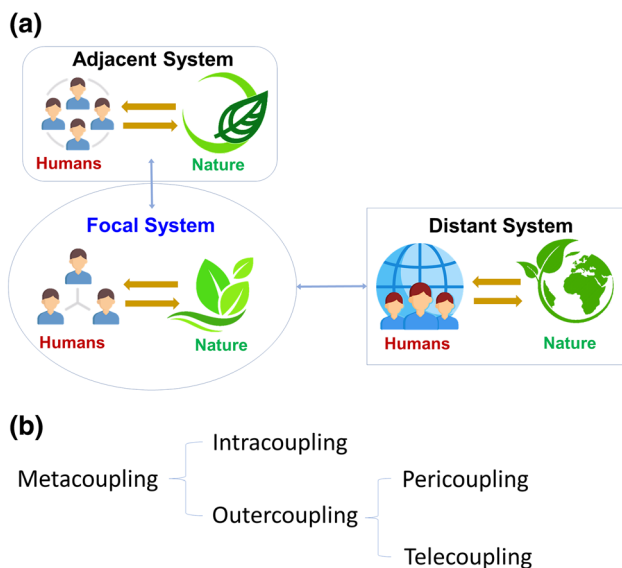 (a)
Adjacent System
Humans
Nature
Focal System
Humans
Nature
Distant System
Humans
Nature
(b)
Intracoupling
Metacoupling
Pericoupling
Outercoupling
Telecoupling